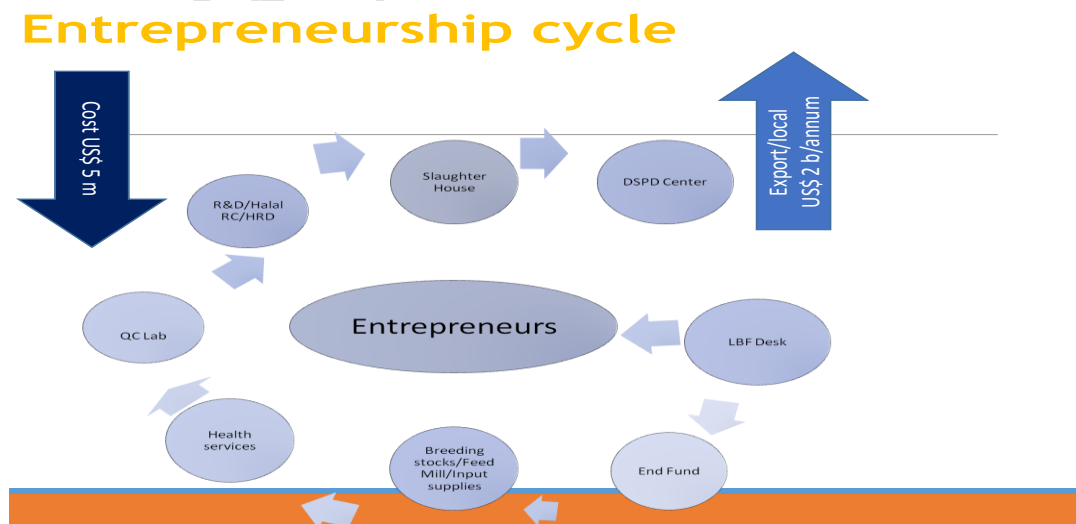 Entrepreneurship cycle
Cost US$ 5 m
Export/local
US$ 2 b/annum
Slaughter
House
DSPD Center
R&D/Halal
RC/HRD
Entrepreneurs
QC Lab
LBF Desk
Health
services
Breeding
stocks/Feed
Mill/Input
supplies
End Fund